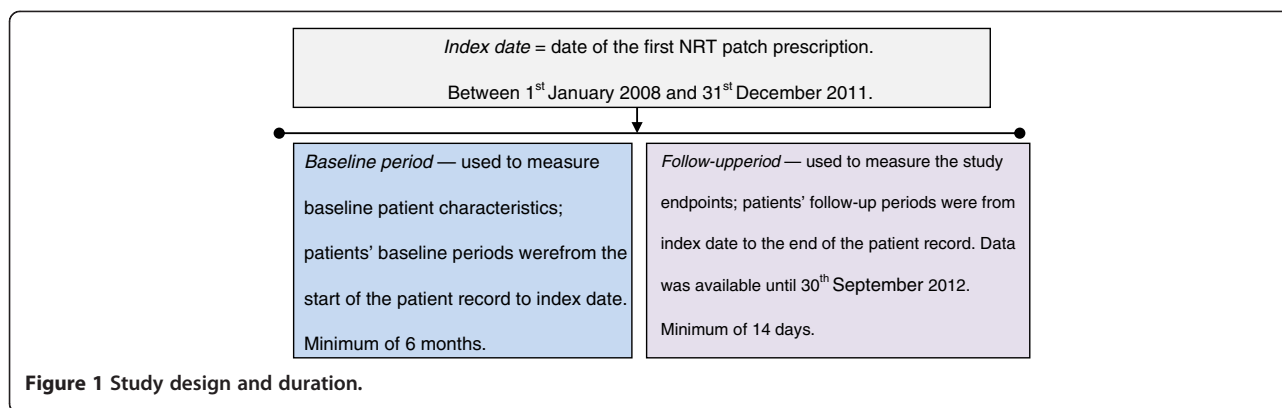 Index date = date of the first NRT patch prescription.
Between 1st January 2008 and 31st December 2011.
Baseline period — used to measure
baseline patient characteristics;
patients' baseline periods werefrom the
start of the patient record to index date.
Minimum of 6 months.
Follow-upperiod — used to measure the study
endpoints; patients' follow-up periods were from
index date to the end of the patient record. Data
was available until 30th September 2012.
Minimum of 14 days.
Figure 1 Study design and duration.